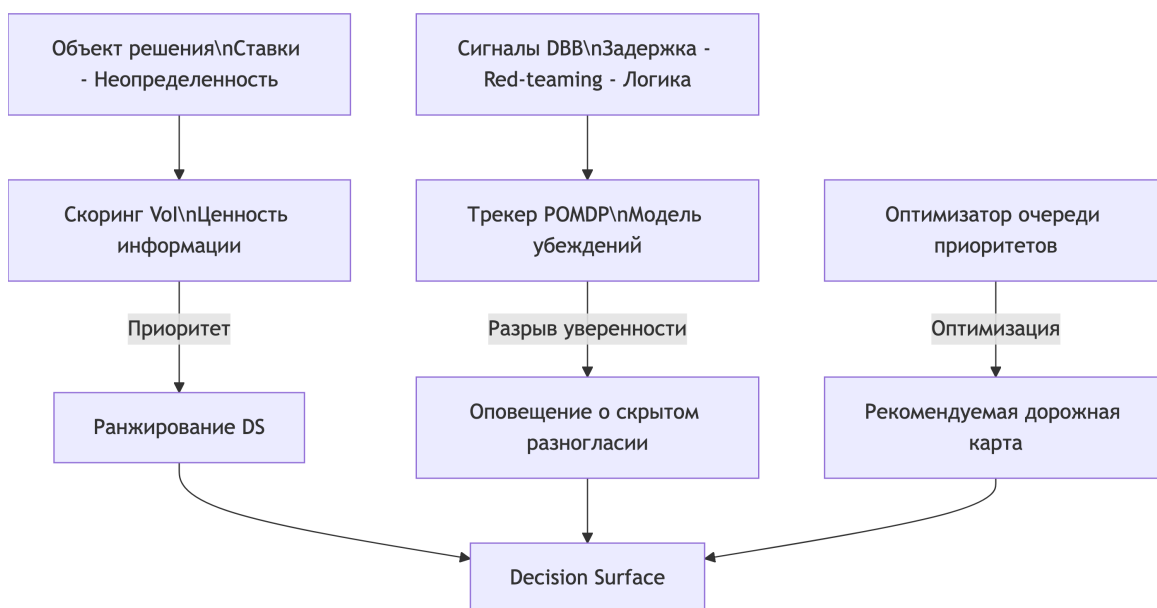 Объект решения\nСтавки
- Неопределенность
Сигналы DBB\nЗадержка -
Red-teaming - Логика
Скоринг VoI\nЦенность
информации
Трекер POMDP\nМодель
убеждений
Оптимизатор очереди
приоритетов
Приоритет
Разрыв уверенности
Оптимизация
Ранжирование DS
Оповещение о скрытом
разногласии
Рекомендуемая дорожная
карта
Decision Surface